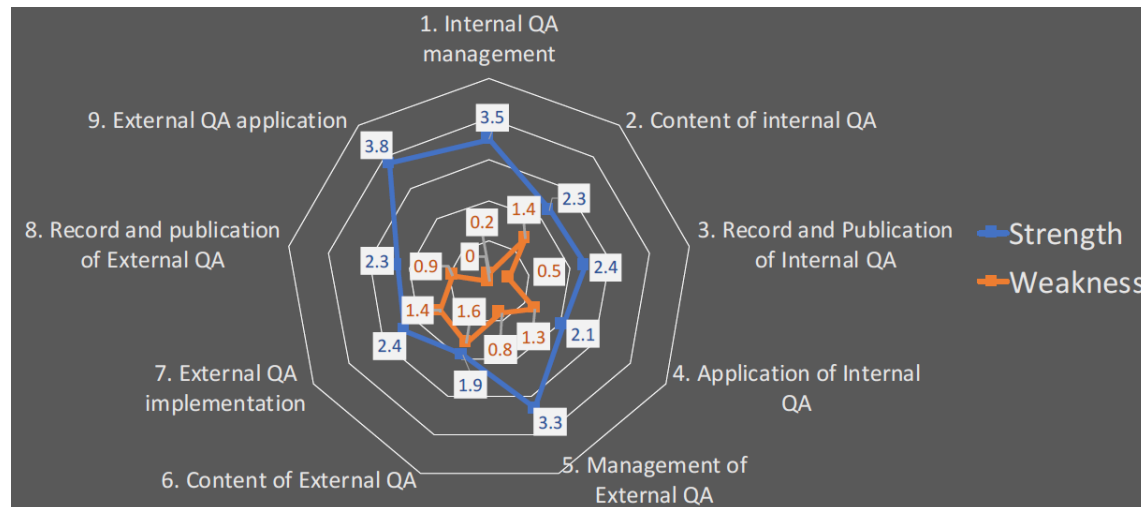 1. Internal QA
management
9. External QA application
3.5
2. Content of internal QA
3.8
2.3
1.4
0.2
8. Record and publication
of External QA
2.3
0.9
0
0.5
2.4
3. Record and Publication
of Internal QA
Strength
Weakness
1.4
1.6
1.3
2.1
2.4
0.8
7. External QA
implementation
1.9
3.3
4. Application of Internal
QA
6. Content of External QA
5. Management of
External QA